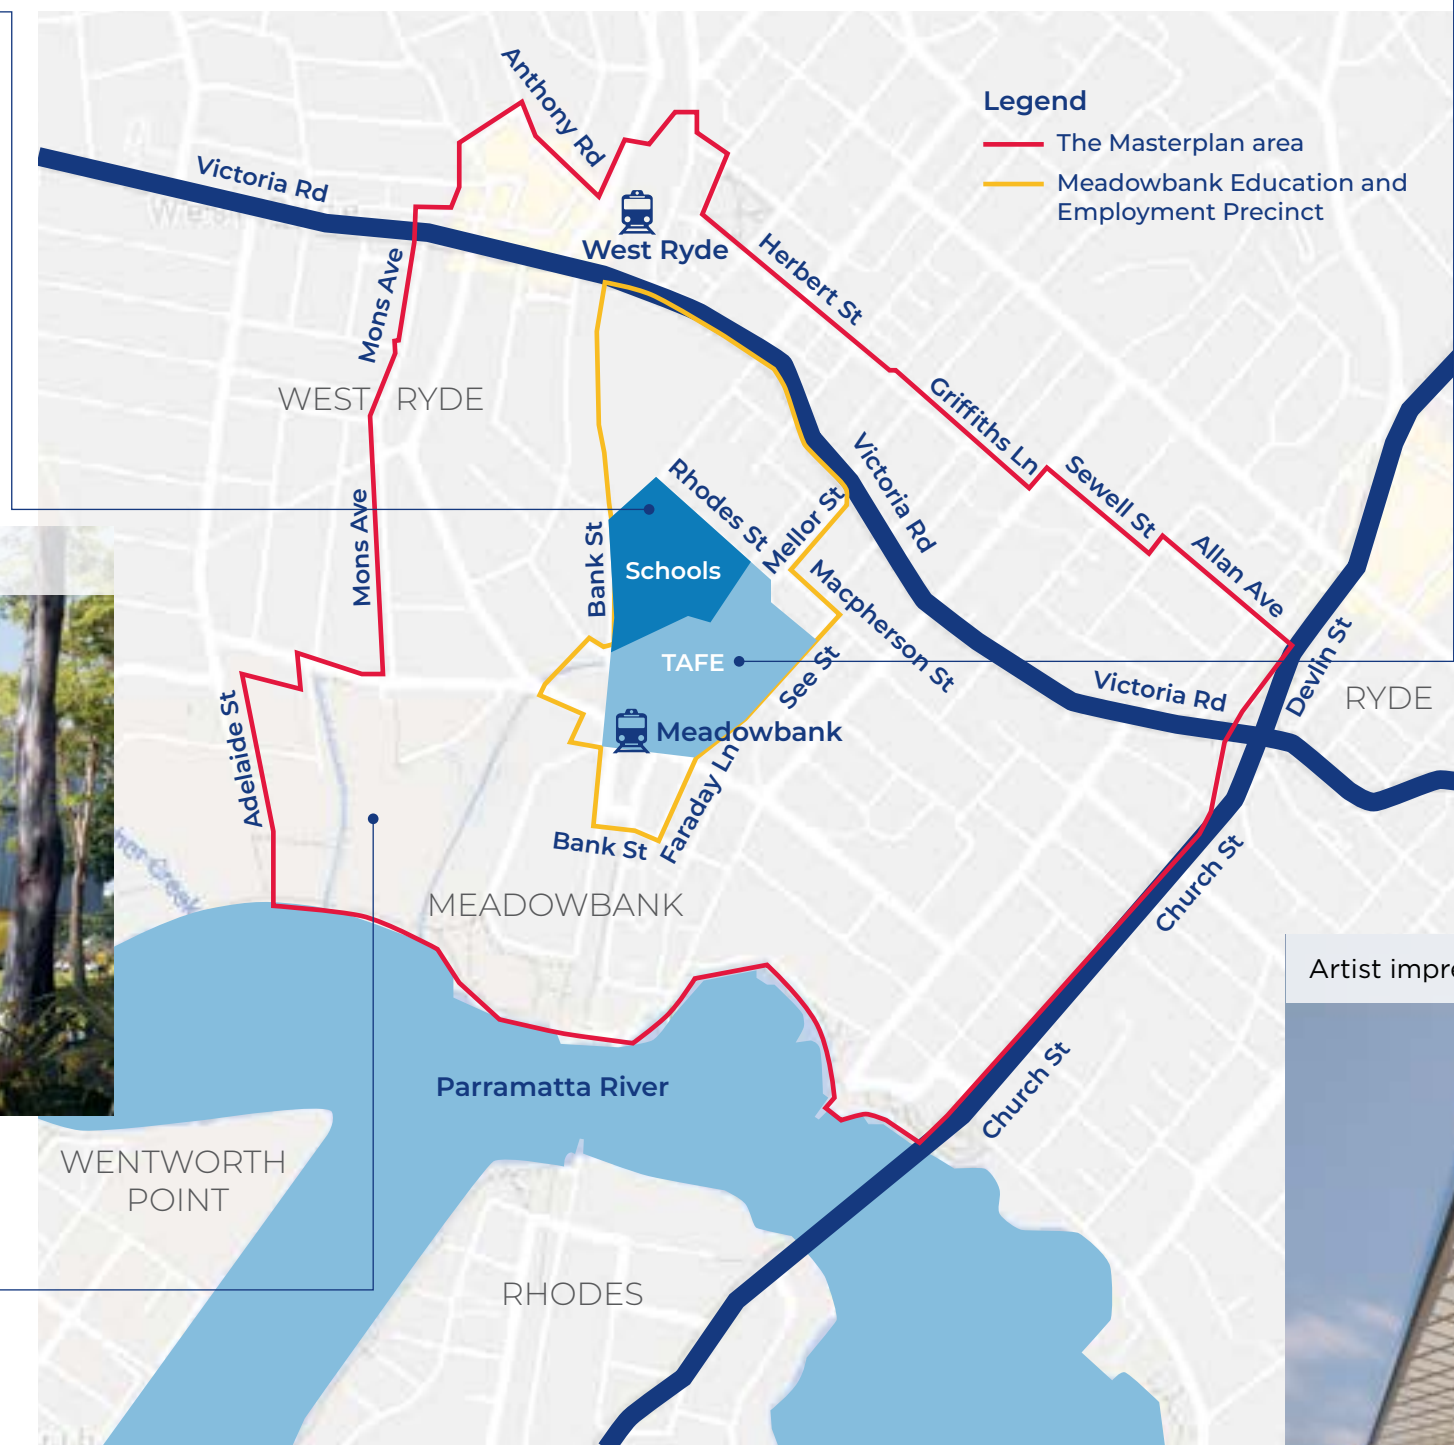 Legend
The Masterplan area
Meadowbank Education and
Employment Precinct
Anthony Rd
Victoria Rd
West Ryde
Herbert St
Mons Ave
WEST RYDE
Griffiths Ln
Sewell St
Allan Ave
Victoria Rd
Rhodes St
Mellor St
Mons Ave
Bank St
Schools
Macpherson St
Devlin St
TAFE
See St
Victoria Rd
RYDE
Adelaide St
Meadowbank
Faraday Ln
Bank St
Church St
MEADOWBANK
Creek
Artist impre
Parramatta River
Church St
WENTWORTH
POINT
RHODES